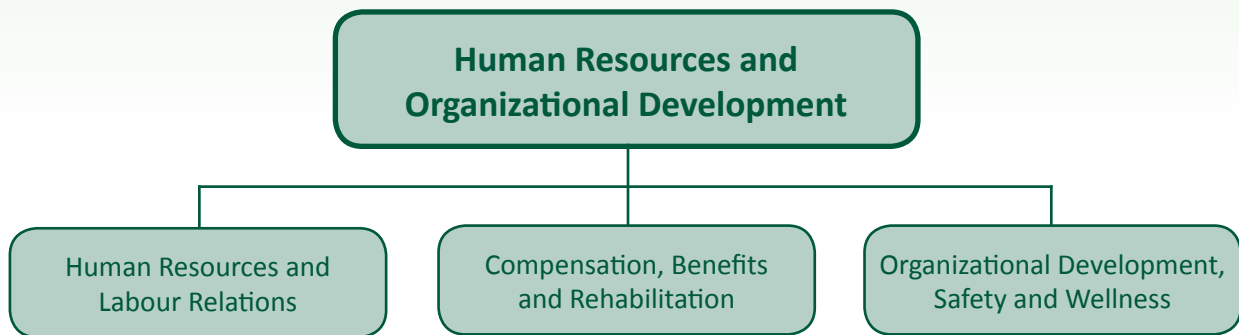 Human Resources and
Organizational Development
Human Resources and
Labour Relations
Compensation, Benefits
and Rehabilitation
Organizational Development,
Safety and Wellness